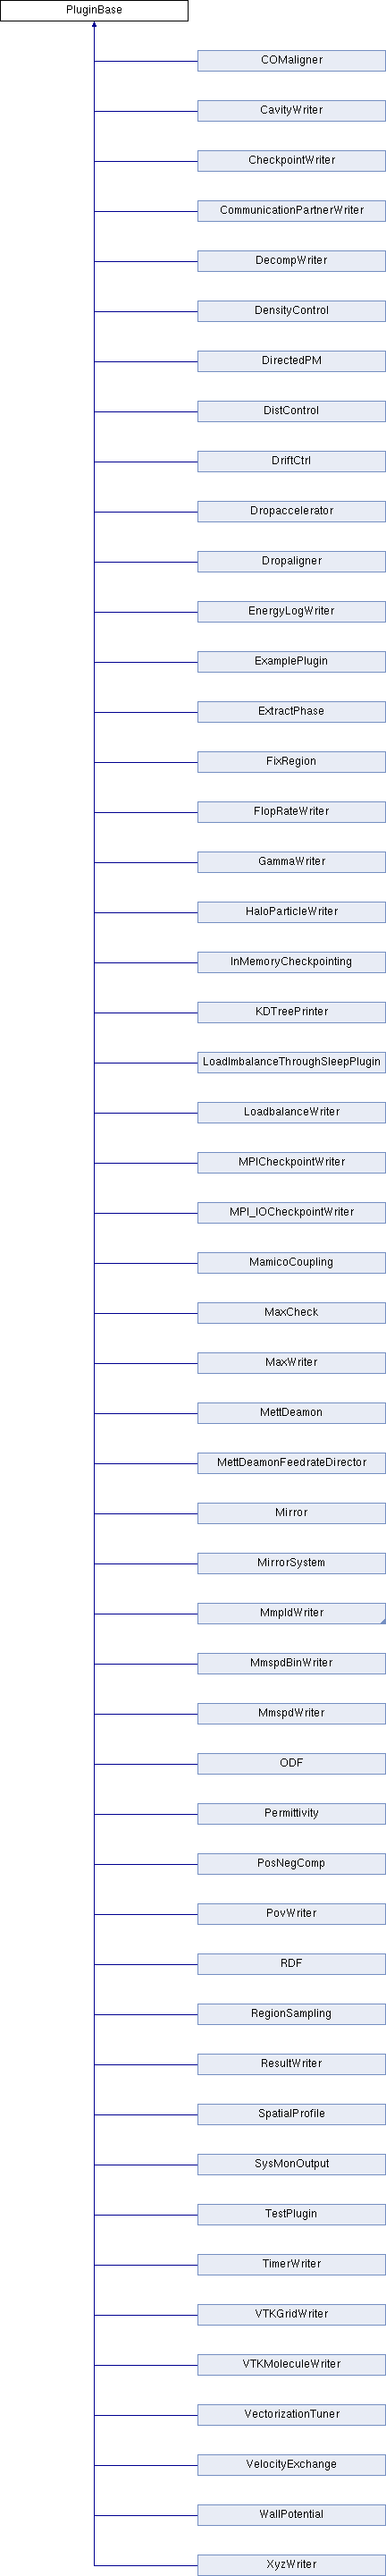 PluginBase
COMaligner
CavityWriter
CheckpointWriter
CommunicationPartnerWriter
DecompWriter
DensityControl
DirectedPM
DistControl
DriftCtrl
Dropaccelerator
Dropaligner
EnergyLogWriter
ExamplePlugin
ExtractPhase
FixRegion
FlopRateWriter
GammaWriter
HaloParticleWriter
InMemoryCheckpointing
KDTreePrinter
LoadImbalanceThroughSleepPlugin
LoadbalanceWriter
MPICheckpointWriter
MPI_IOCheckpointWriter
MamicoCoupling
MaxCheck
MaxWriter
MettDeamon
MettDeamonFeedrateDirector
Mirror
MirrorSystem
MmpldWriter
MmspdBinWriter
MmspdWriter
ODF
Permittivity
PosNegComp
PovWriter
RDF
RegionSampling
ResultWriter
SpatialProfile
SysMonOutput
TestPlugin
TimerWriter
VTKGridWriter
VTKMoleculeWriter
VectorizationTuner
VelocityExchange
WallPotential
XyzWriter